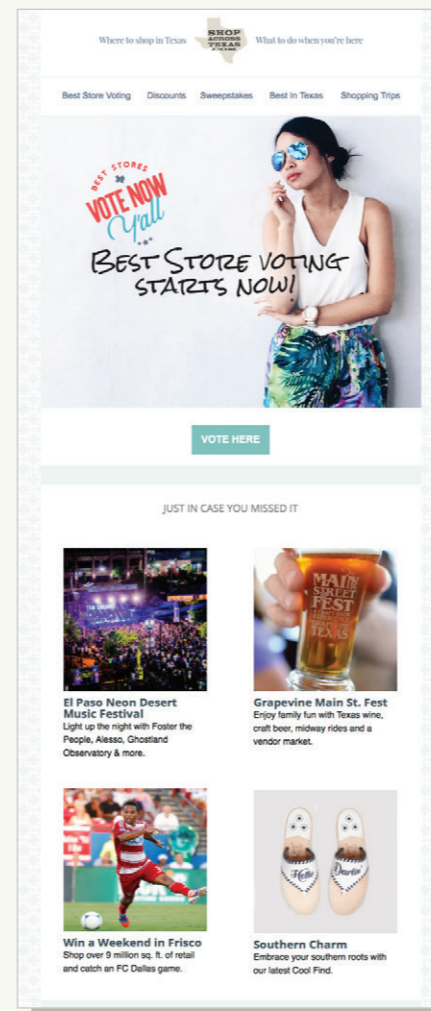 Where to shop in Texas
SHOP
ACROSS
TEXAS
What to do when you're here
Best Store Voting Discounts Sweepstakes Best In Texas Shopping Trips
BEST STORES
VOTE NOW
Y'all
BEST STORE VOTING
STARTS NOW!
VOTE HERE
JUST IN CASE YOU MISSED IT
MAIN
STREET
FEST
TEXAS
El Paso Neon Desert
Music Festival
Light up the night with Foster the
People, Alesso, Ghostland
Observatory & more.
Grapevine Main St. Fest
Enjoy family fun with Texas wine,
craft beer, midway rides and a
vendor market.
Hello Darlin'
Win a Weekend in Frisco
Shop over 9 million sq. ft. of retail
and catch an FC Dallas game.
Southern Charm
Embrace your southern roots with
our latest Cool Find.